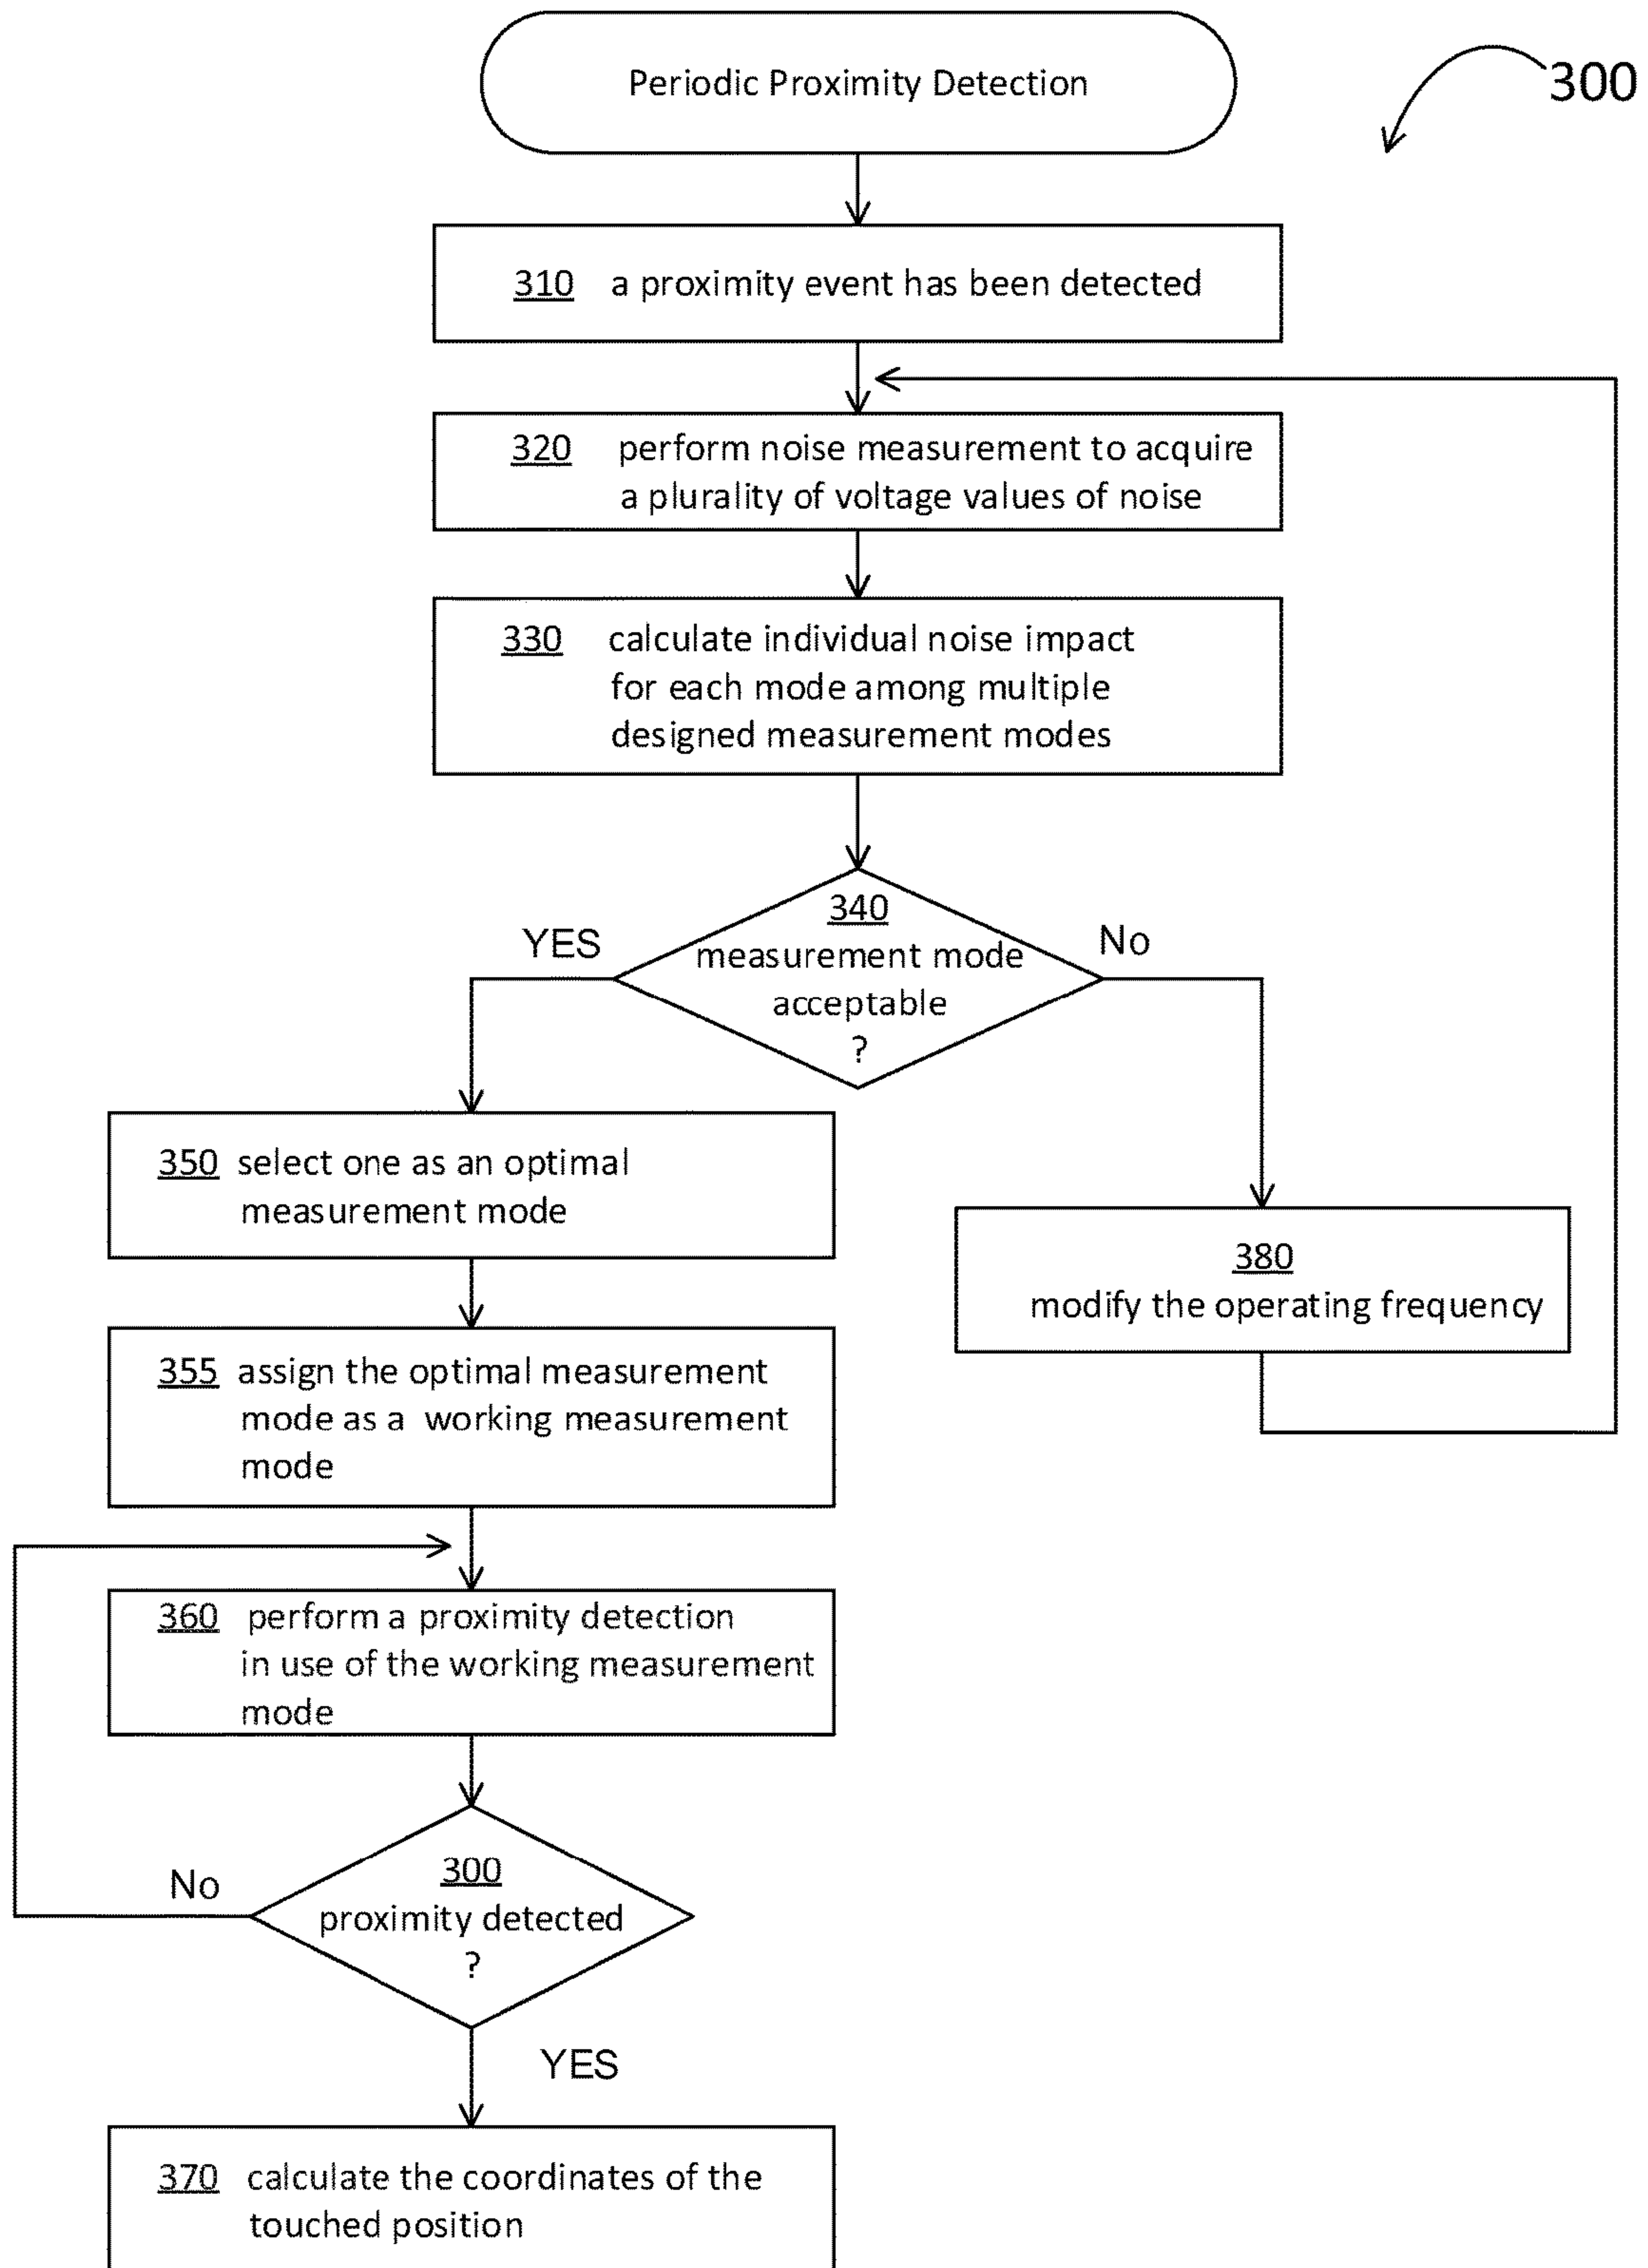 Periodic Proximity Detection
300
310 a proximity event has been detected
320 perform noise measurement to acquire
a plurality of voltage values of noise
330 calculate individual noise impact
for each mode among multiple
designed measurement modes
340
YES
No
measurement mode
acceptable
?
350 select one as an optimal
measurement mode
380
modify the operating frequency
355 assign the optimal measurement
mode as a working measurement
mode
360 perform a proximity detection
in use of the working measurement
mode
300
No
proximity detected
?
YES
370 calculate the coordinates of the
touched position